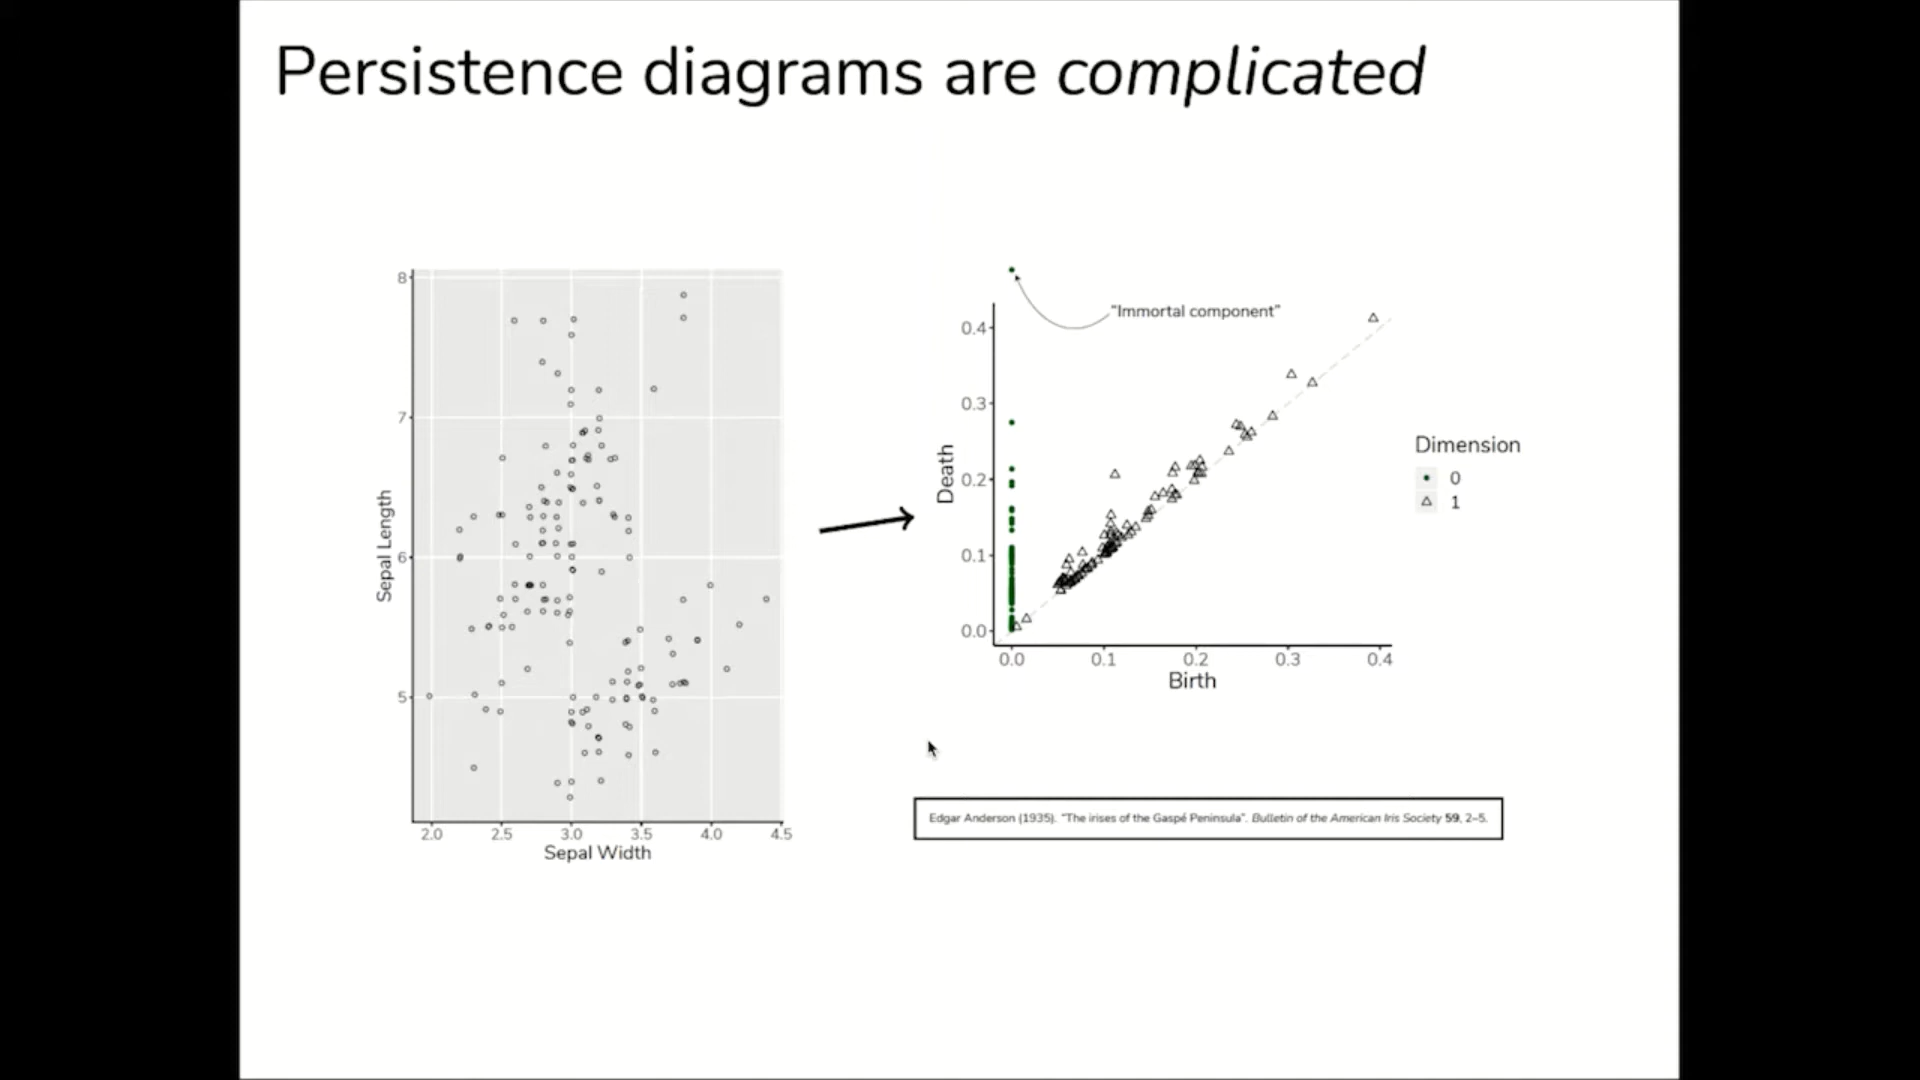 Persistence diagrams are complicated
8
7
6
5
Sepal Length
2.0 2.5 3.0 3.5 4.0 4.5
Sepal Width
"Immortal component"
0.4
0.3
0.2
0.1
0.0
Death
0.0 0.1 0.2 0.3 0.4
Birth
Dimension
0
1
Edgar Anderson (1935). "The irises of the Gaspé Peninsula". Bulletin of the American Iris Society 59, 2–5.